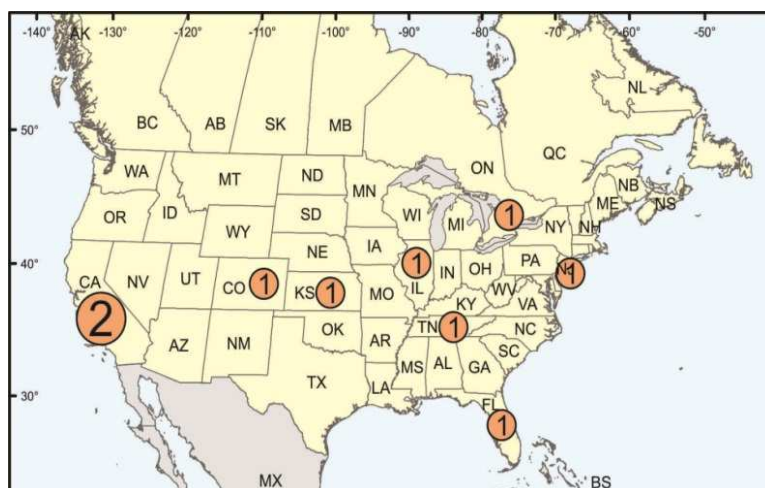 -140° -130° -120° -110° -100° -90° -80° -70° -60° -50°
AK
NL
50° BC AB SK MB
ON QC
WA MT ND MN NB
ME NS
OR ID SD WI MI 1 NY NH
WY
40° NE IA 1 PA
CA NV UT CO 1 KS 1 MO IL IN OH WV NJ 1
2 KY VA
AZ NM OK AR TN 1 NC
SC
30° TX LA MS AL GA
FL
1
MX BS